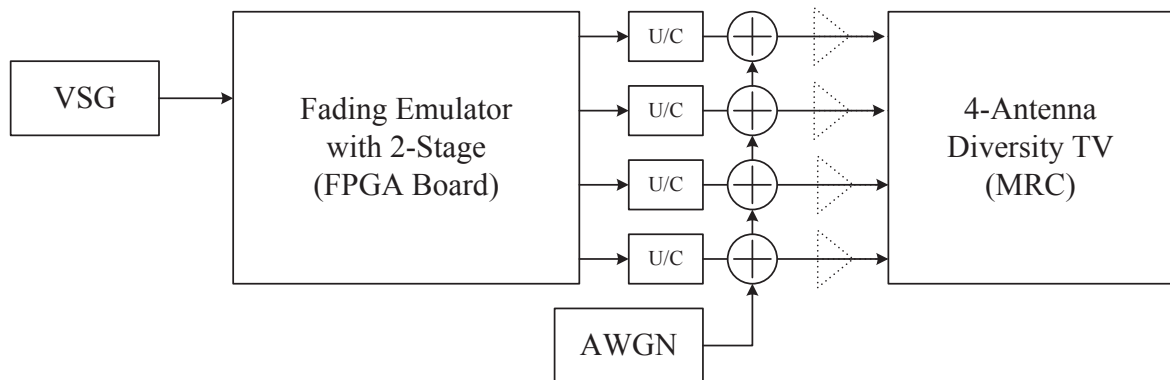 VSG
Fading Emulator
with 2-Stage
(FPGA Board)
U/C
U/C
U/C
U/C
AWGN
4-Antenna
Diversity TV
(MRC)